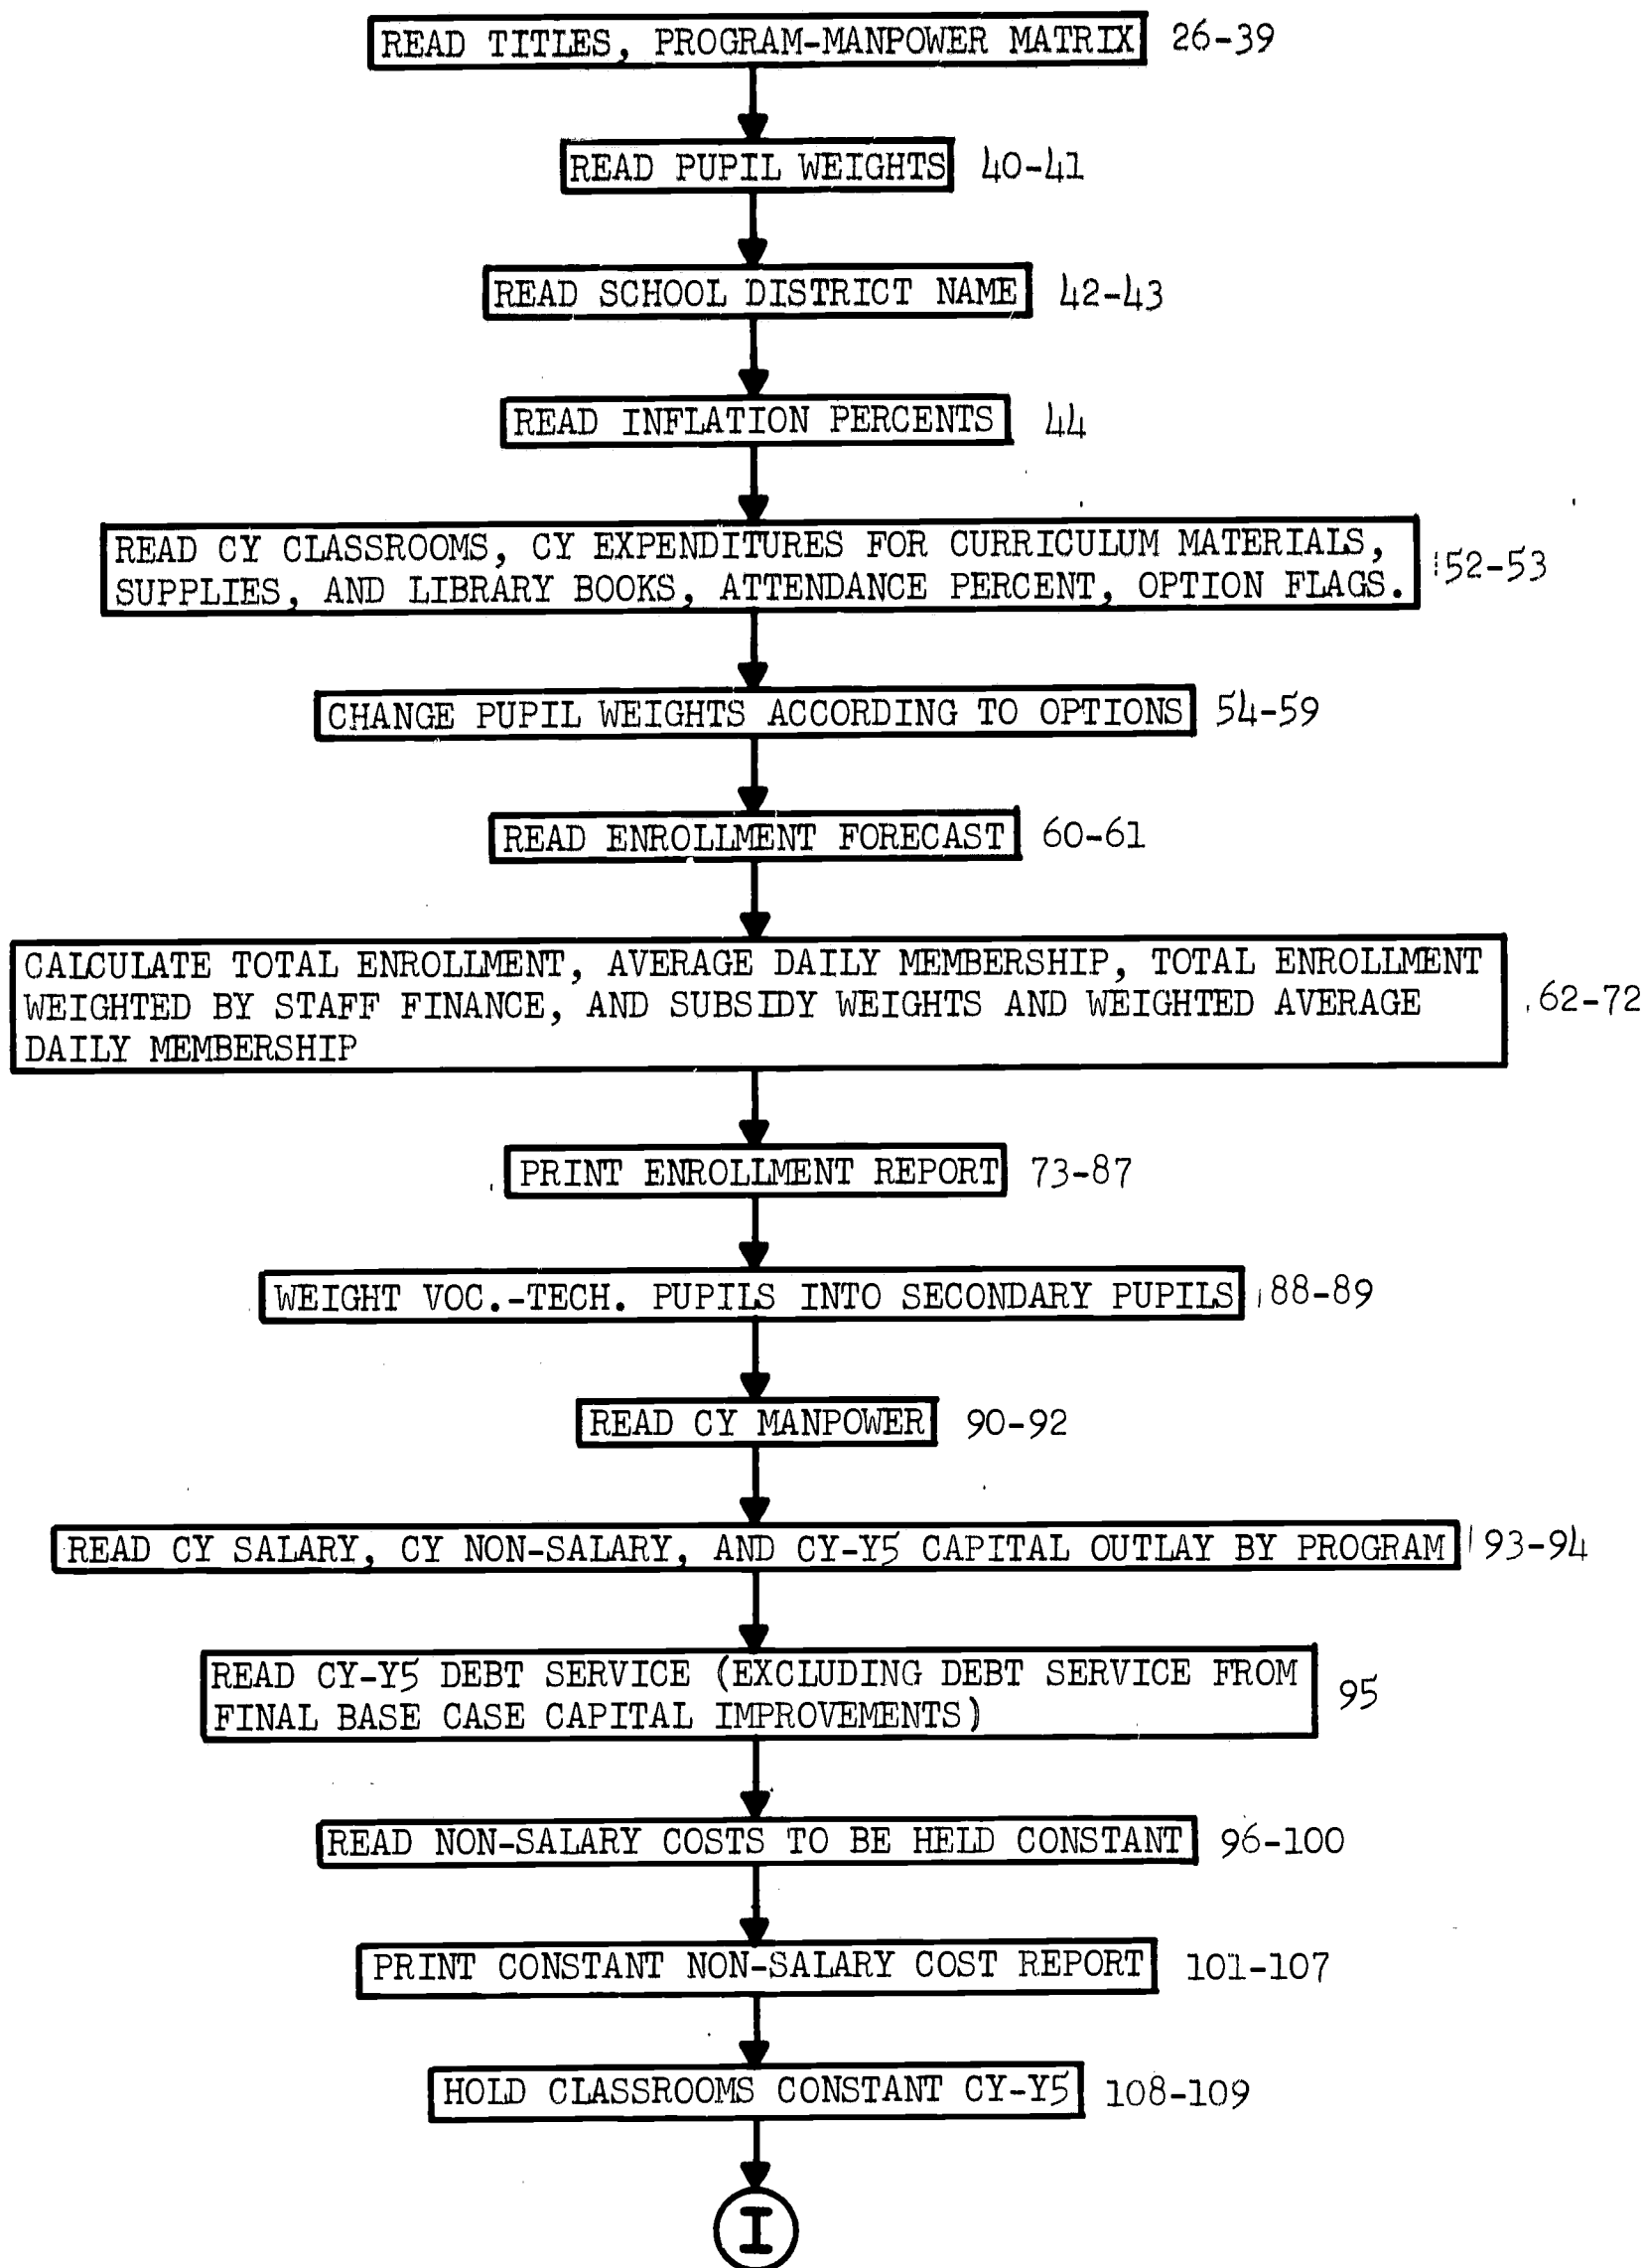 READ TITLES, PROGRAM-MANPOWER MATRIX 26-39
READ PUPIL WEIGHTS 40-41
READ SCHOOL DISTRICT NAME 42-43
READ INFLATION PERCENTS 44
READ CY CLASSROOMS, CY EXPENDITURES FOR CURRICULUM MATERIALS,
SUPPLIES, AND LIBRARY BOOKS, ATTENDANCE PERCENT, OPTION FLAGS.
52-53
CHANGE PUPIL WEIGHTS ACCORDING TO OPTIONS 54-59
READ ENROLLMENT FORECAST 60-61
CALCULATE TOTAL ENROLLMENT, AVERAGE DAILY MEMBERSHIP, TOTAL ENROLLMENT
WEIGHTED BY STAFF FINANCE, AND SUBSIDY WEIGHTS AND WEIGHTED AVERAGE
DAILY MEMBERSHIP
62-72
PRINT ENROLLMENT REPORT 73-87
WEIGHT VOC.-TECH. PUPILS INTO SECONDARY PUPILS 88-89
READ CY MANPOWER 90-92
READ CY SALARY, CY NON-SALARY, AND CY-Y5 CAPITAL OUTLAY BY PROGRAM 93-94
READ CY-Y5 DEBT SERVICE (EXCLUDING DEBT SERVICE FROM
FINAL BASE CASE CAPITAL IMPROVEMENTS)
95
READ NON-SALARY COSTS TO BE HELD CONSTANT 96-100
PRINT CONSTANT NON-SALARY COST REPORT 101-107
HOLD CLASSROOMS CONSTANT CY-Y5 108-109
I